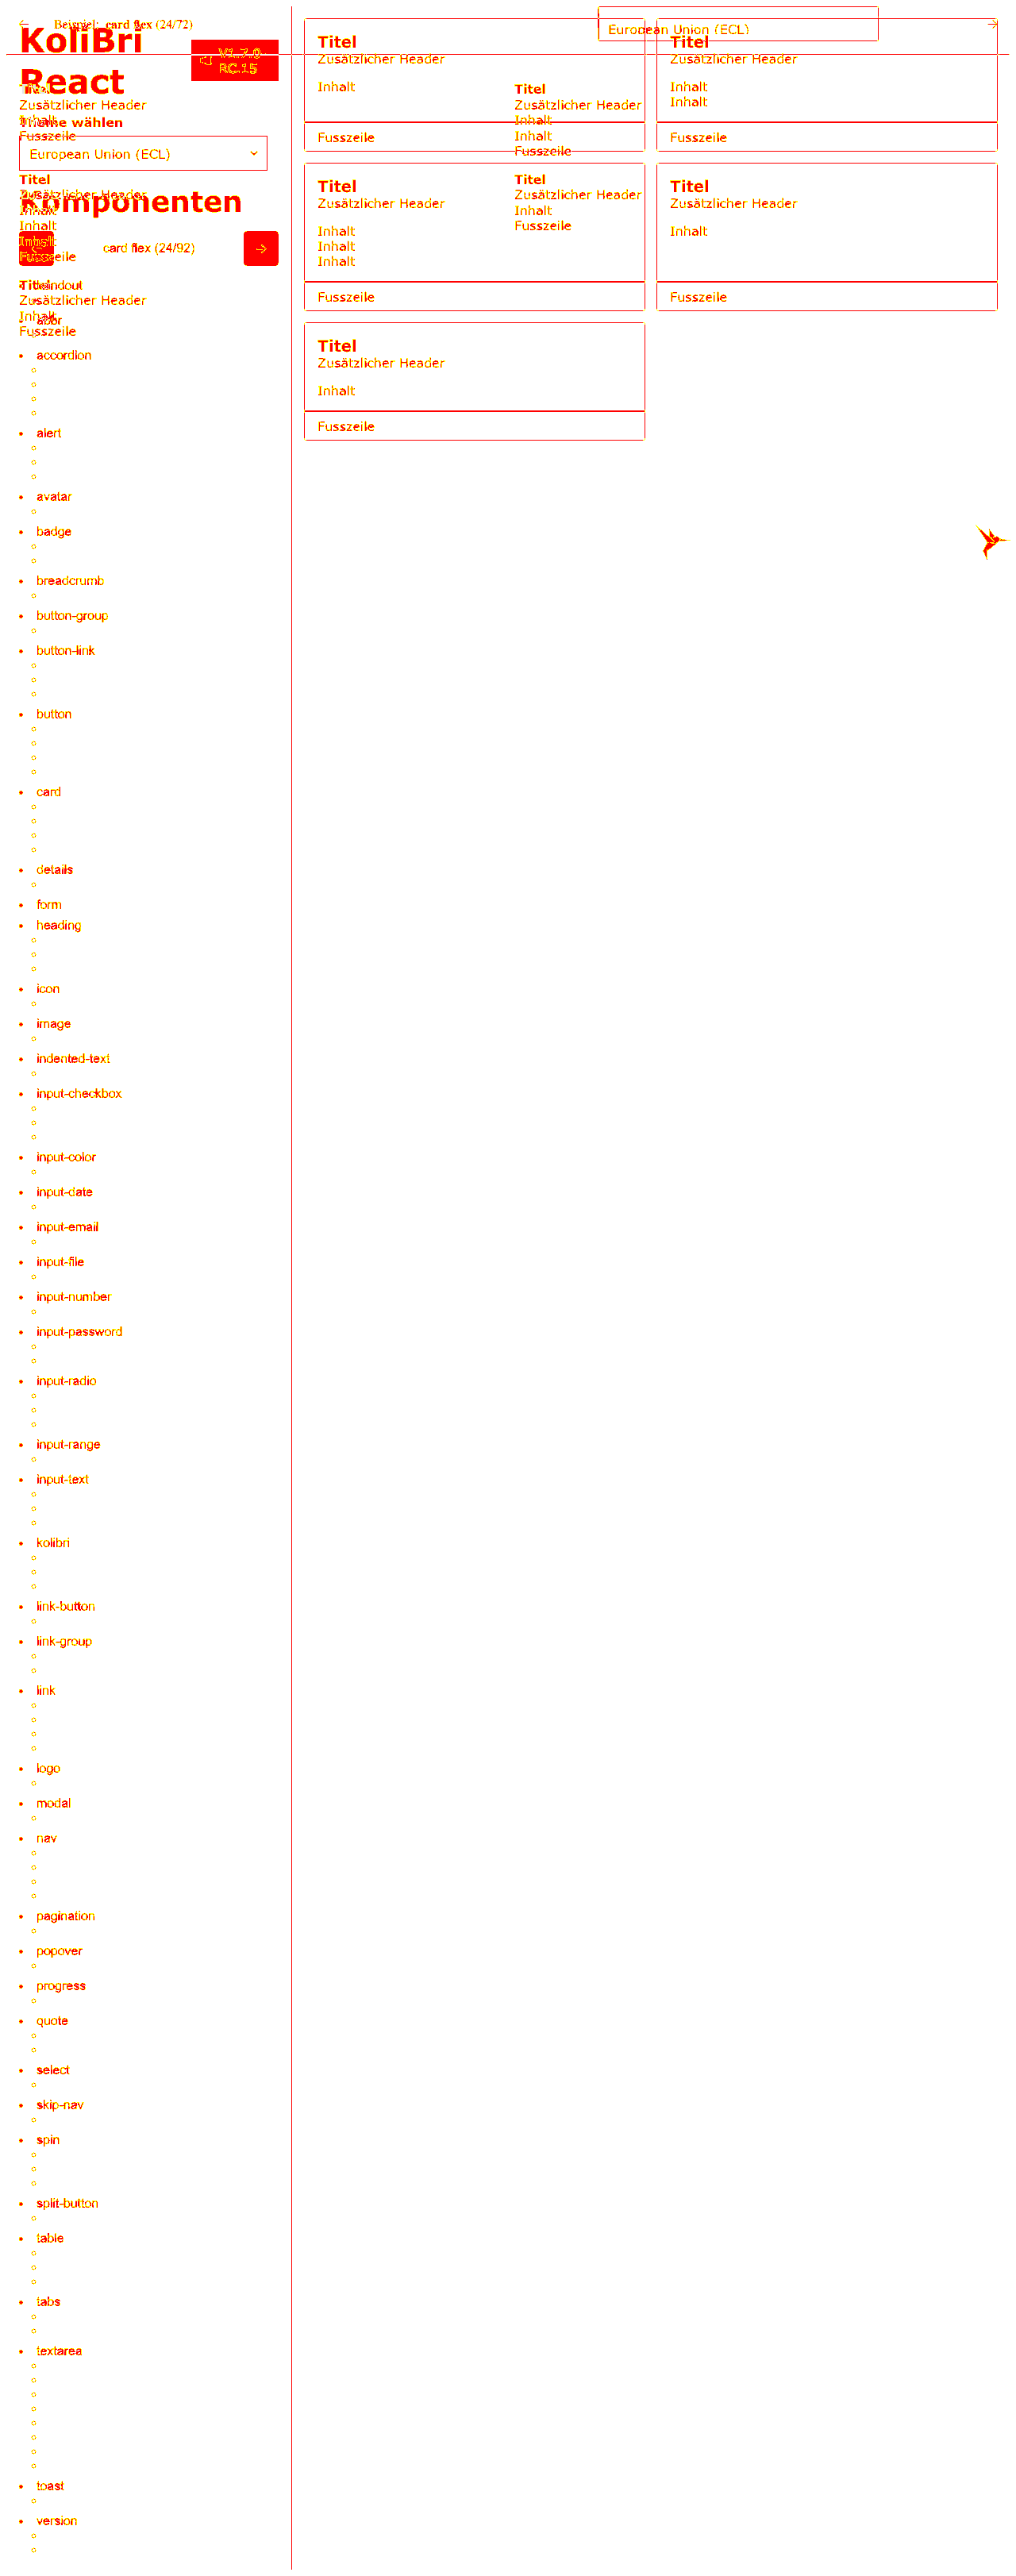 ← Beispiel: card flex (24/72)
European Union (ECL) →
KoliBri
React
V1.7.0
RC.15
Titel
Zusätzlicher Header
Inhalt
Fusszeile
wählen
European Union (ECL)
Titel
Zusätzlicher Header
Komponenten
Inhalt
Inhalt
Inhalt
Fusszeile
← card flex (24/92) →
Titel
Zusätzlicher Header
Inhalt
Fusszeile
abbr
accordion
alert
avatar
badge
breadcrumb
button-group
button-link
button
card
details
form
heading
icon
image
indented-text
input-checkbox
input-color
input-date
input-email
input-file
input-number
input-password
input-radio
input-range
input-text
kolibri
link-button
link-group
link
logo
modal
nav
pagination
popover
progress
quote
select
skip-nav
spin
split-button
table
tabs
textarea
toast
version
Titel
Zusätzlicher Header
Inhalt
Fusszeile
Titel
Zusätzlicher Header
Inhalt
Inhalt
Fusszeile
Titel
Zusätzlicher Header
Inhalt
Inhalt
Fusszeile
Titel
Zusätzlicher Header
Inhalt
Inhalt
Inhalt
Fusszeile
Titel
Zusätzlicher Header
Inhalt
Fusszeile
Titel
Zusätzlicher Header
Inhalt
Fusszeile
Titel
Zusätzlicher Header
Inhalt
Fusszeile